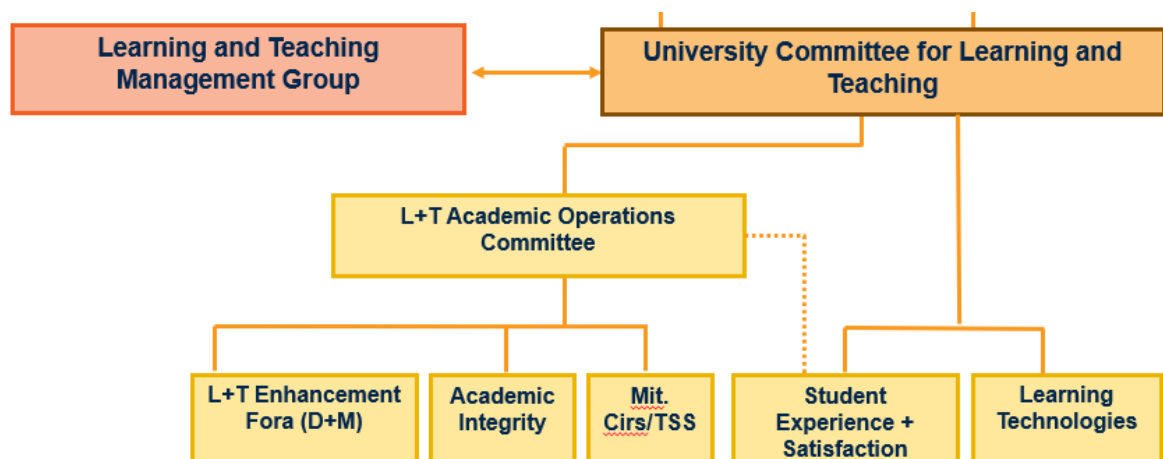 Learning and Teaching
Management Group
University Committee for Learning and
Teaching
L+T Academic Operations
Committee
L+T Enhancement
Fora (D+M)
Academic
Integrity
Mit.
Cirs/TSS
Student
Experience +
Satisfaction
Learning
Technologies